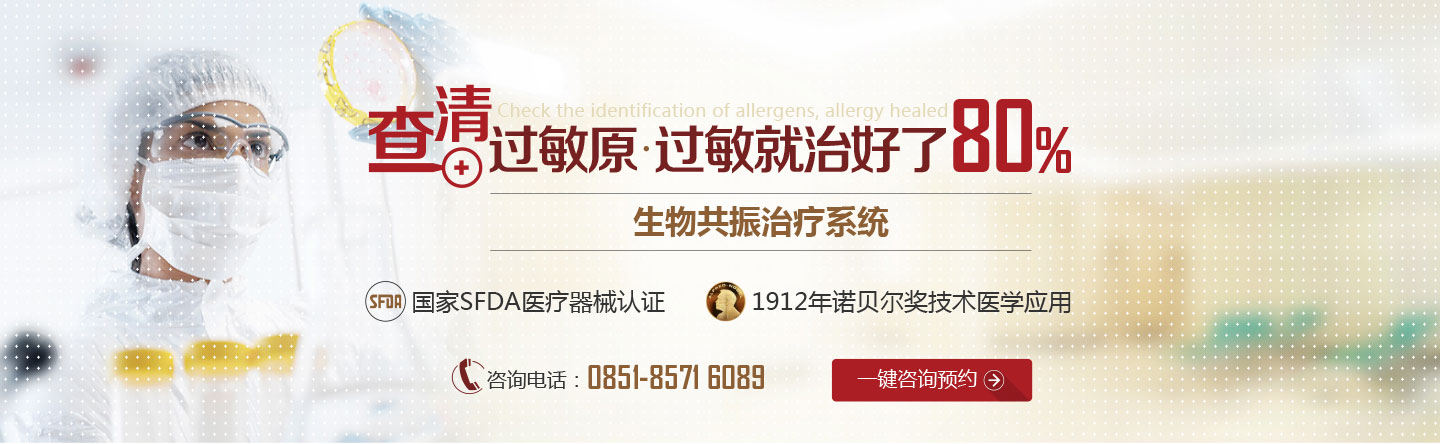 Check the identification of allergens, allergy healed
查清过敏原·过敏就治好了80%
生物共振治疗系统
SFDA 国家SFDA医疗器械认证
1912年诺贝尔奖技术医学应用
咨询电话：0851-8571 6089
一键咨询预约